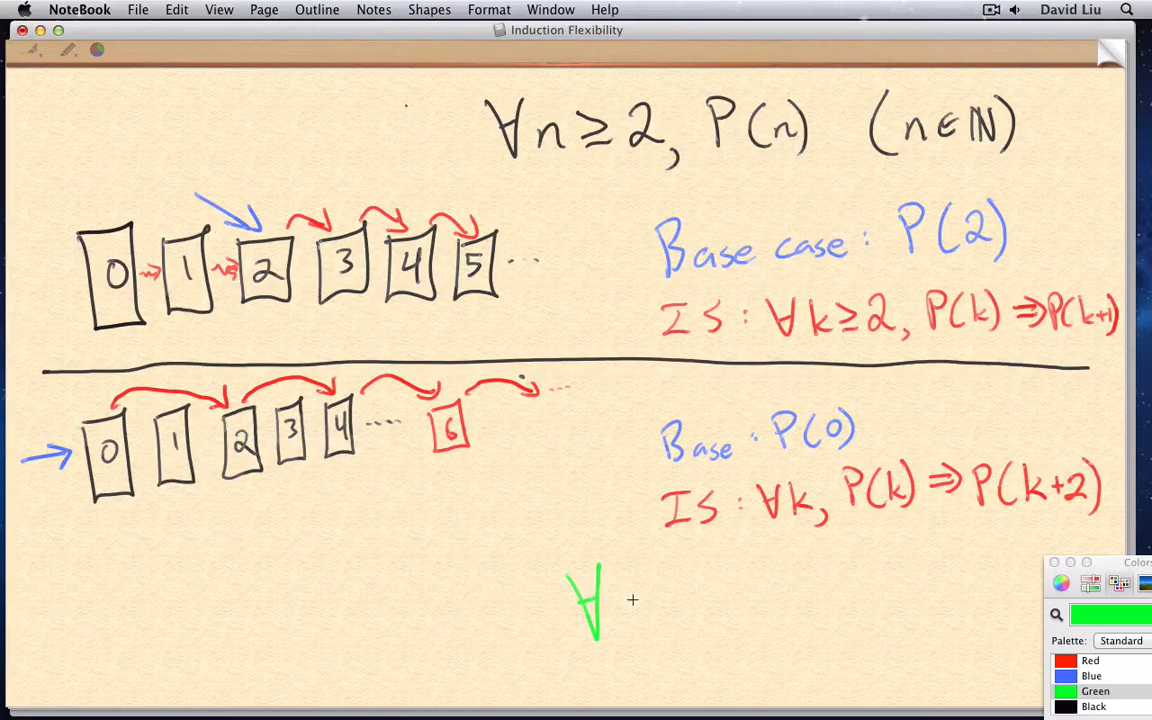 NoteBook File Edit View Page Outline Notes Shapes Format Window Help David Liu
Induction Flexibility
∀n≥2, P(n) (n∈ℕ)
0 1 2 3 4 5 ...
Base case: P(2)
IS: ∀k≥2, P(k) ⇒ P(k+1)
0 1 2 3 4 .... 6 ...
Base: P(0)
IS: ∀k, P(k) ⇒ P(k+2)
∀
Colors
Palette: Standard
Red
Blue
Green
Black